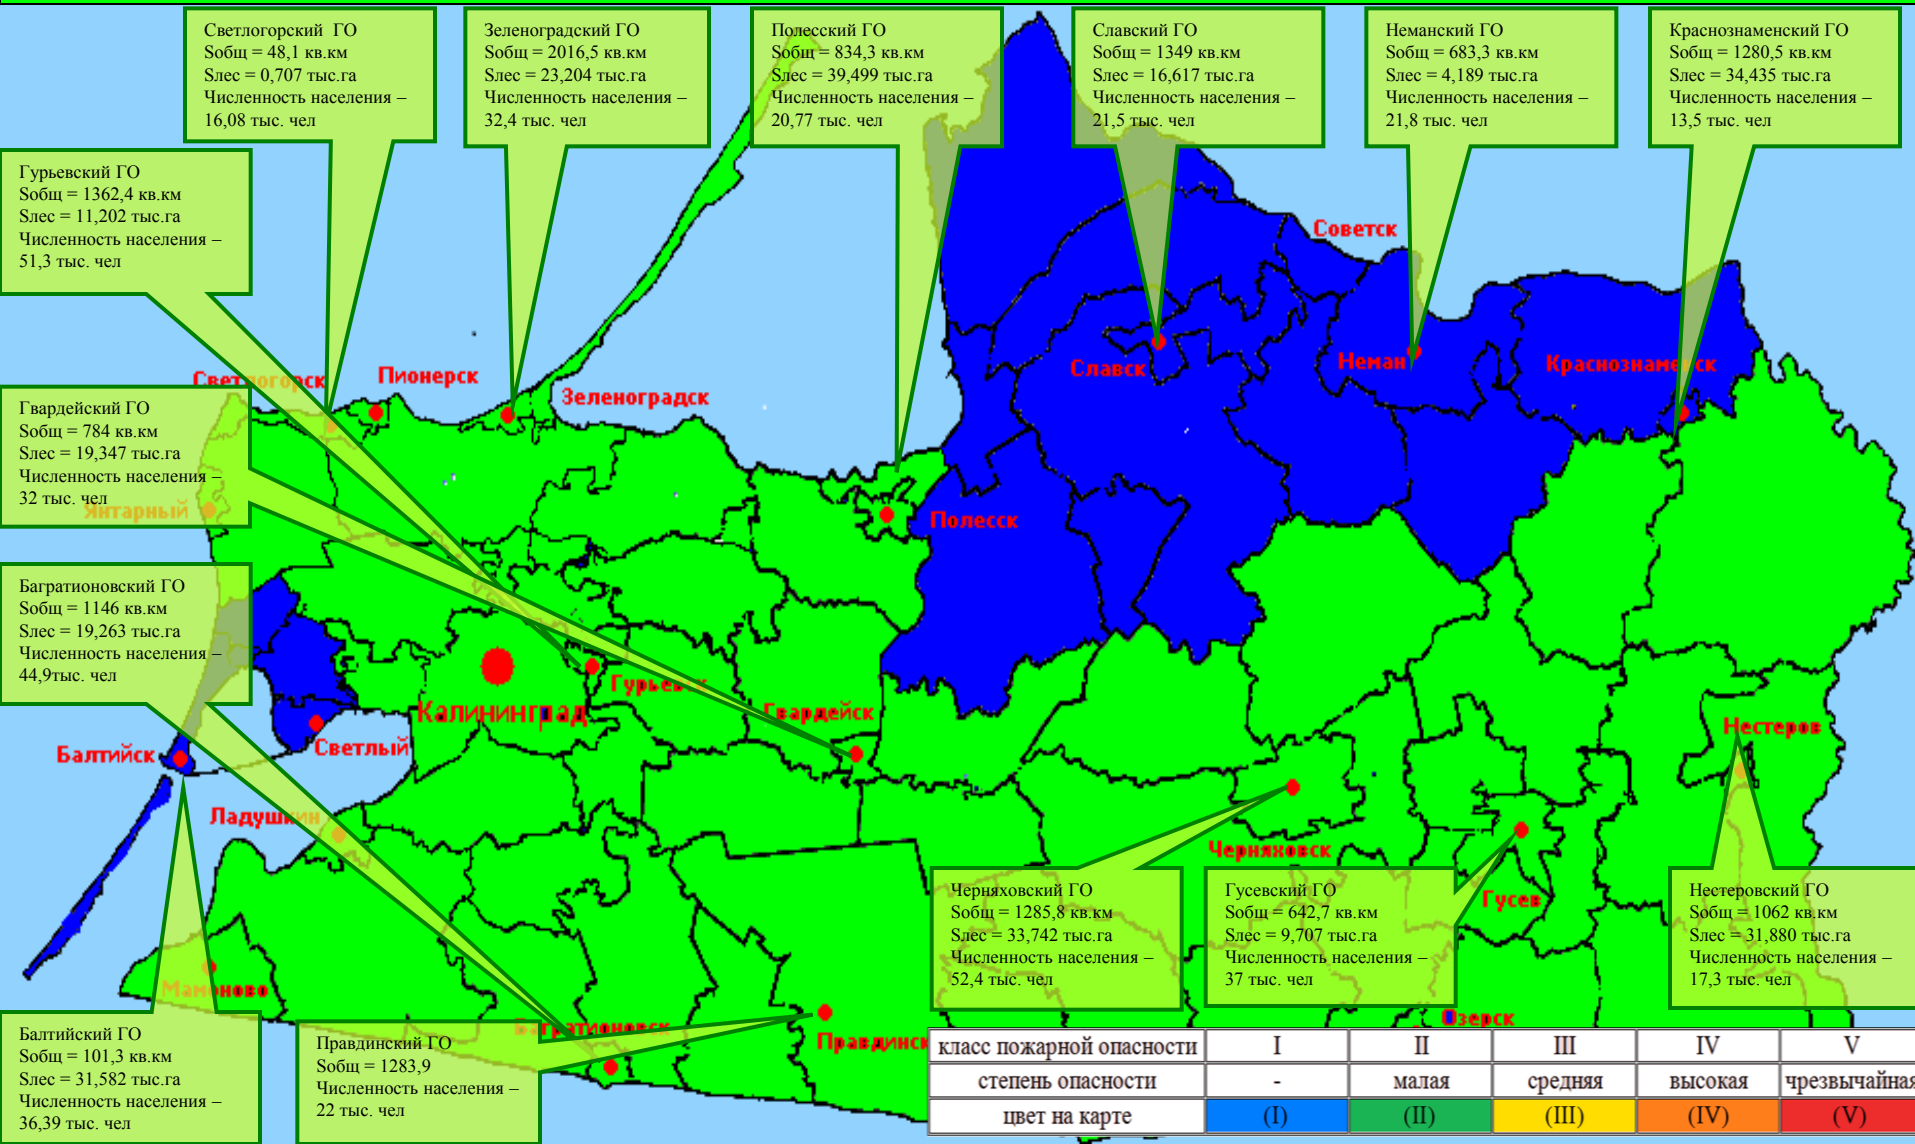 Светлогорский ГО
Sобщ = 48,1 кв.км
Sлес = 0,707 тыс.га
Численность населения –
16,08 тыс. чел
Зеленоградский ГО
Sобщ = 2016,5 кв.км
Sлес = 23,204 тыс.га
Численность населения –
32,4 тыс. чел
Полесский ГО
Sобщ = 834,3 кв.км
Sлес = 39,499 тыс.га
Численность населения –
20,77 тыс. чел
Славский ГО
Sобщ = 1349 кв.км
Sлес = 16,617 тыс.га
Численность населения –
21,5 тыс. чел
Неманский ГО
Sобщ = 683,3 кв.км
Sлес = 4,189 тыс.га
Численность населения –
21,8 тыс. чел
Краснознаменский ГО
Sобщ = 1280,5 кв.км
Sлес = 34,435 тыс.га
Численность населения –
13,5 тыс. чел
Гурьевский ГО
Sобщ = 1362,4 кв.км
Sлес = 11,202 тыс.га
Численность населения –
51,3 тыс. чел
Советск
Славск
Неман
Краснознаменск
Светлогорск
Пионерск
Зеленоградск
Гвардейский ГО
Sобщ = 784 кв.км
Sлес = 19,347 тыс.га
Численность населения –
32 тыс. чел
Янтарный
Полесск
Багратионовский ГО
Sобщ = 1146 кв.км
Sлес = 19,263 тыс.га
Численность населения –
44,9тыс. чел
Гурьевск
Калининград
Гвардейск
Нестеров
Светлый
Балтийск
Ладушкин
Черняховск
Гусев
Черняховский ГО
Sобщ = 1285,8 кв.км
Sлес = 33,742 тыс.га
Численность населения –
52,4 тыс. чел
Гусевский ГО
Sобщ = 642,7 кв.км
Sлес = 9,707 тыс.га
Численность населения –
37 тыс. чел
Нестеровский ГО
Sобщ = 1062 кв.км
Sлес = 31,880 тыс.га
Численность населения –
17,3 тыс. чел
Мамоново
Багратионовск
Правдинск
Озерск
Балтийский ГО
Sобщ = 101,3 кв.км
Sлес = 31,582 тыс.га
Численность населения –
36,39 тыс. чел
Правдинский ГО
Sобщ = 1283,9
Численность населения –
22 тыс. чел
класс пожарной опасности I II III IV V
степень опасности - малая средняя высокая чрезвычайная
цвет на карте (I) (II) (III) (IV) (V)